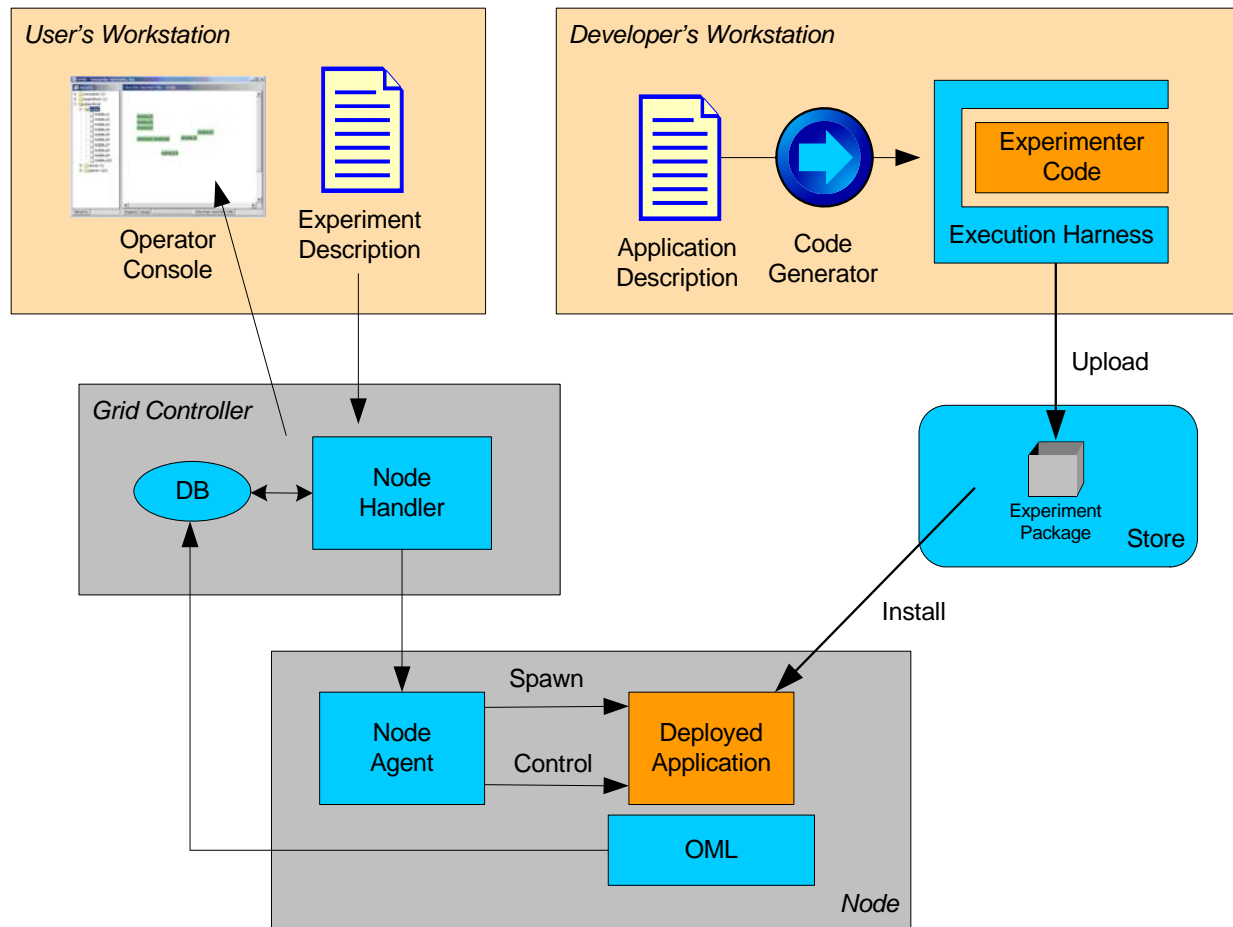 User's Workstation
Operator
Console
Experiment
Description
Developer's Workstation
Application
Description
Code
Generator
Experimenter
Code
Execution Harness
Upload
Grid Controller
DB
Node
Handler
Experiment
Package
Store
Install
Node
Agent
Spawn
Control
Deployed
Application
OML
Node